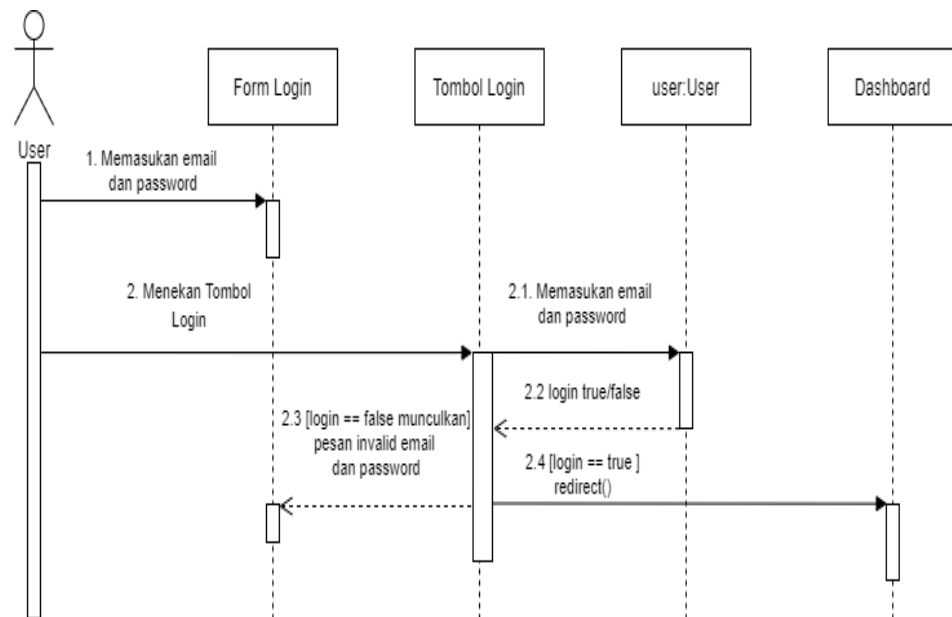 Form Login
Tombol Login
user:User
Dashboard
User
1. Memasukan email
dan password
2. Menekan Tombol
Login
2.1. Memasukan email
dan password
2.2 login true/false
2.3 [login == false munculkan]
pesan invalid email
dan password
2.4 [login == true ]
redirect()